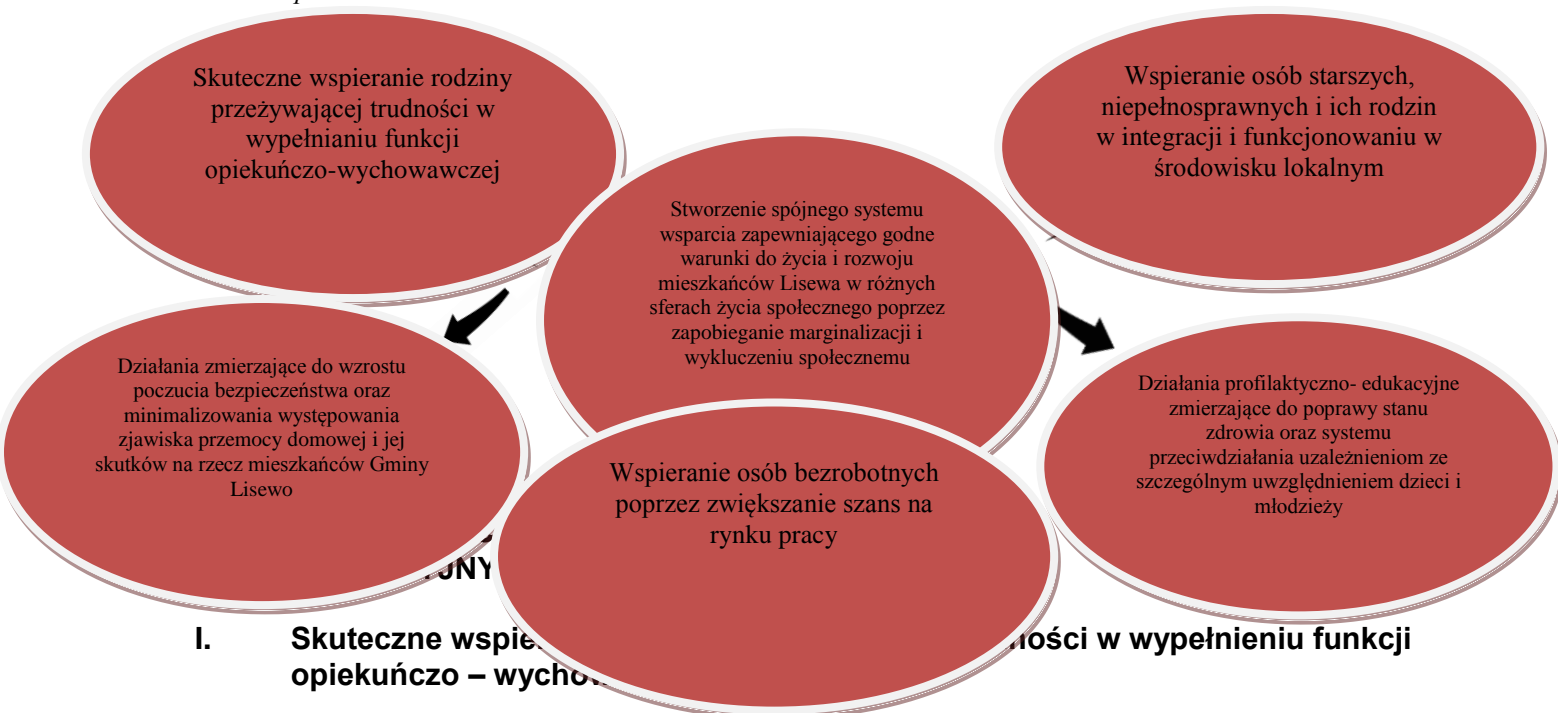 Skuteczne wspieranie rodziny
przeżywającej trudności w
wypełnianiu funkcji
opiekuńczo-wychowawczej
Wspieranie osób starszych,
niepełnosprawnych i ich rodzin
w integracji i funkcjonowaniu w
środowisku lokalnym
Stworzenie spójnego systemu
wsparcia zapewniającego godne
warunki do życia i rozwoju
mieszkańców Lisewa w różnych
sferach życia społecznego poprzez
zapobieganie marginalizacji i
wykluczeniu społecznemu
Działania zmierzające do wzrostu
poczucia bezpieczeństwa oraz
minimalizowania występowania
zjawiska przemocy domowej i jej
skutków na rzecz mieszkańców Gminy
Lisewo
Działania profilaktyczno- edukacyjne
zmierzające do poprawy stanu
zdrowia oraz systemu
przeciwdziałania uzależnieniom ze
szczególnym uwzględnieniem dzieci i
młodzieży
Wspieranie osób bezrobotnych
poprzez zwiększanie szans na
rynku pracy
I. Skuteczne w wypełnieniu funkcji
opiekuńczo –